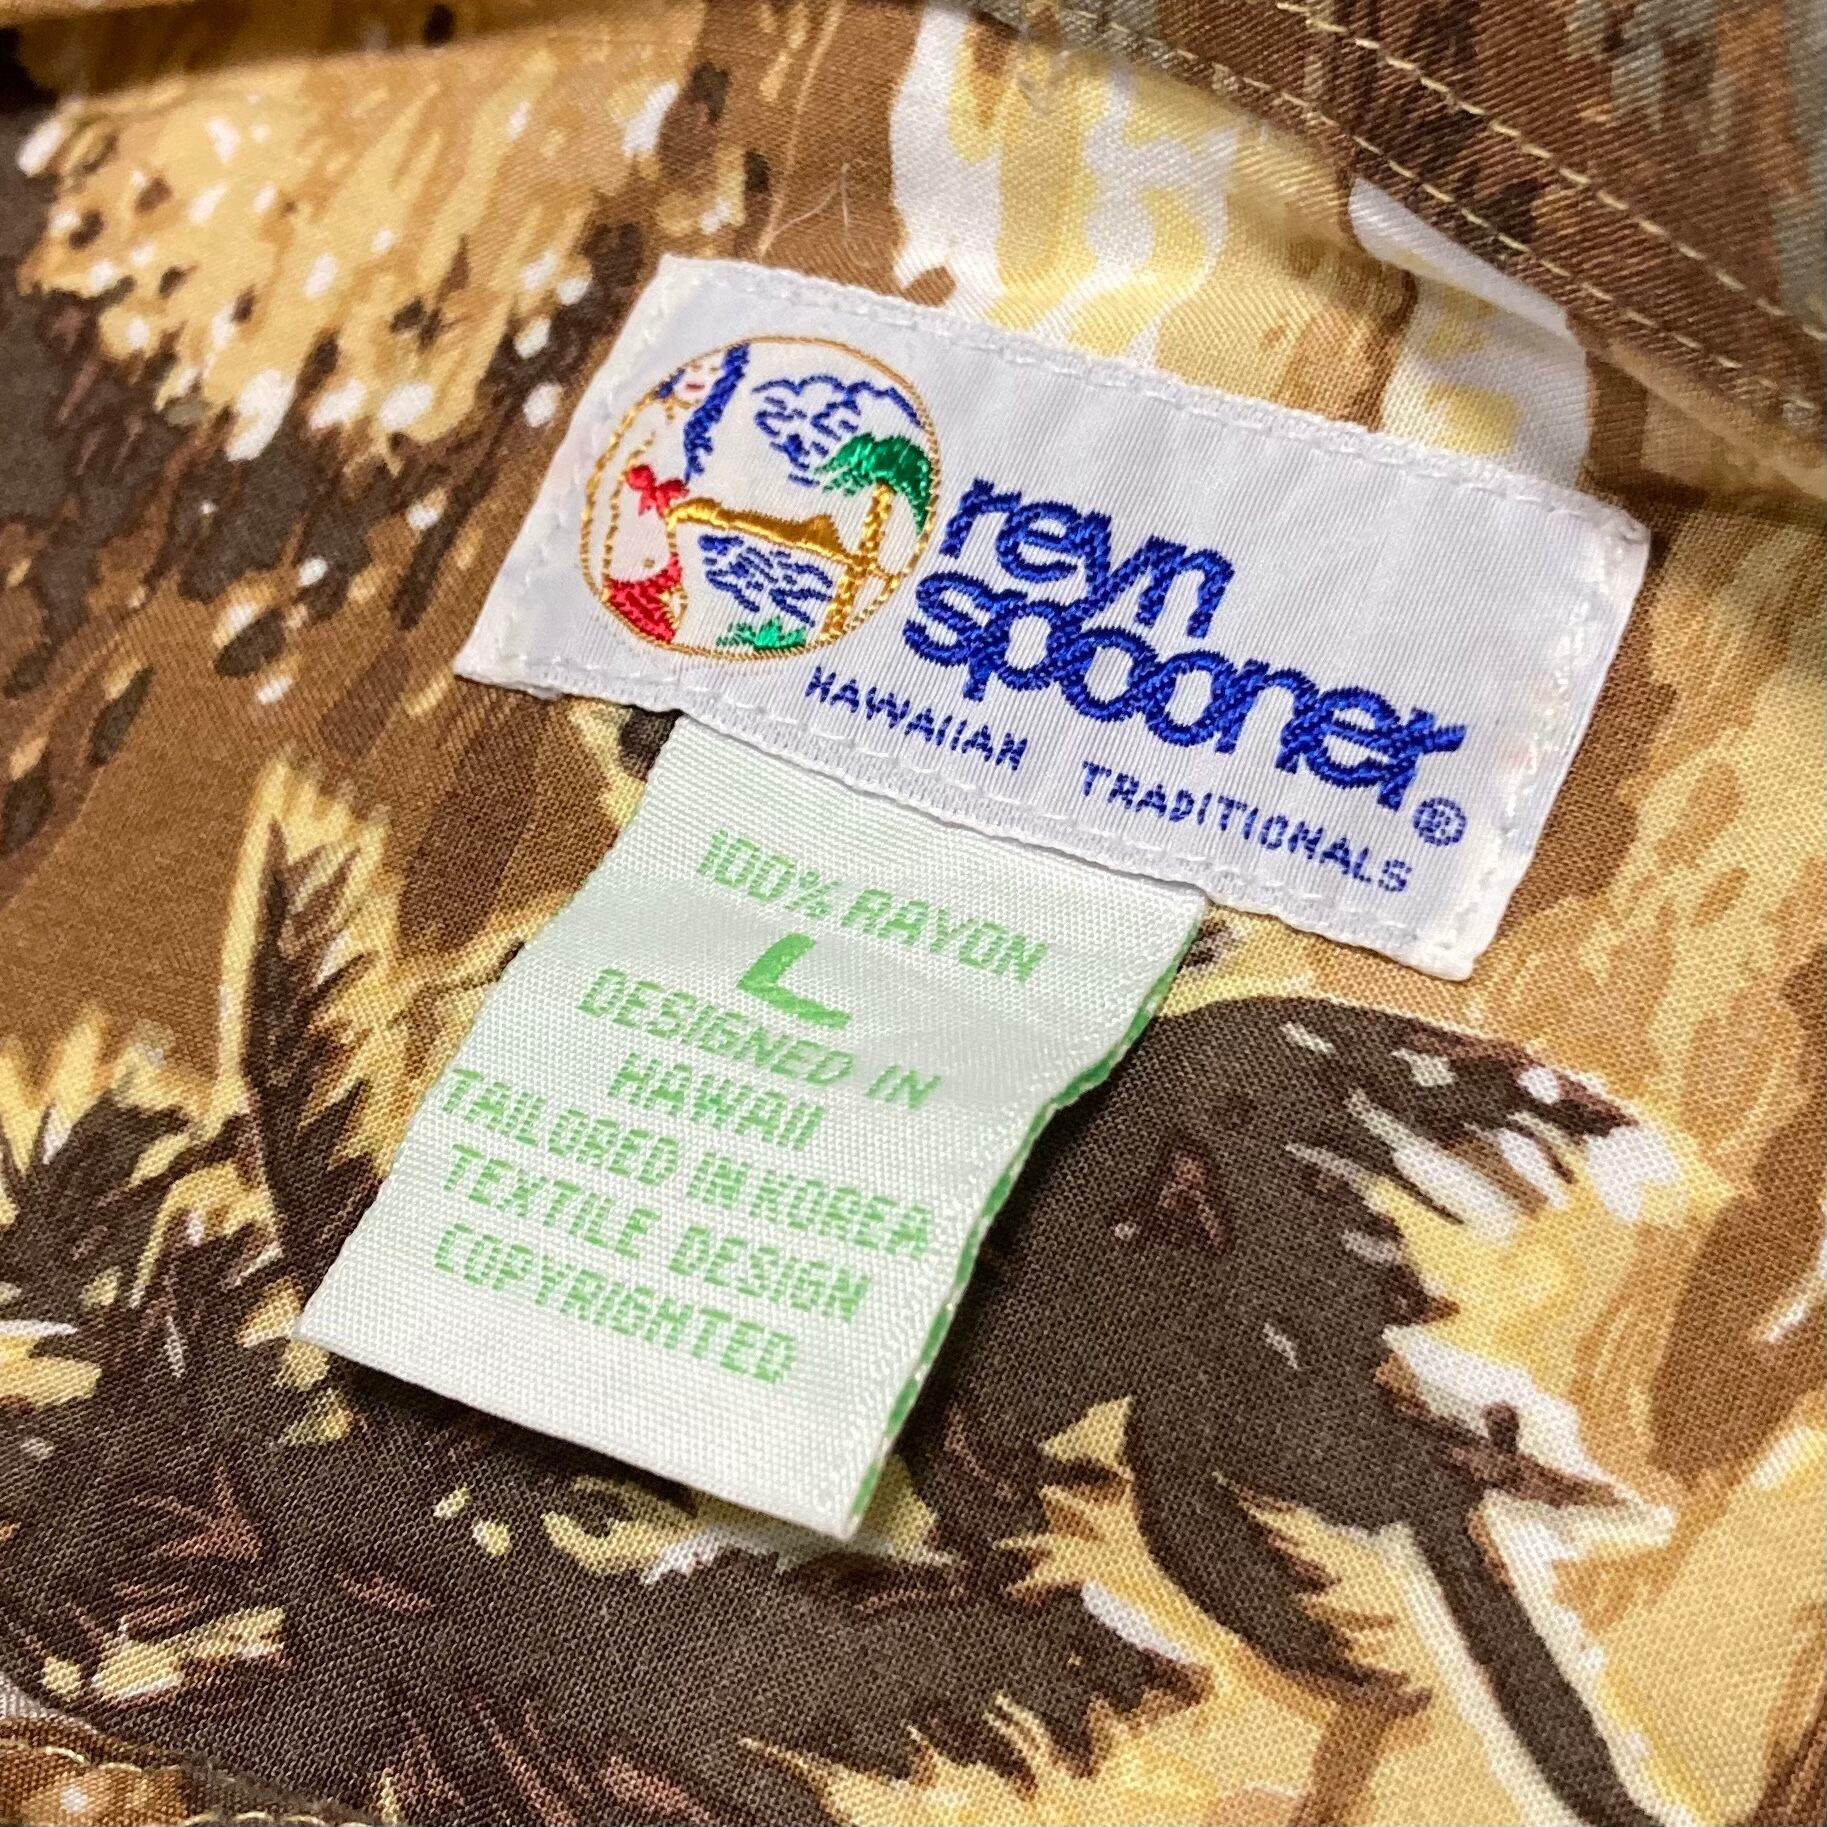 reyn
spooner®
HAWAIIAN TRADITIONALS
100% RAYON
L
DESIGNED IN
HAWAII
TAILORED IN KOREA
TEXTILE DESIGN
COPYRIGHTED